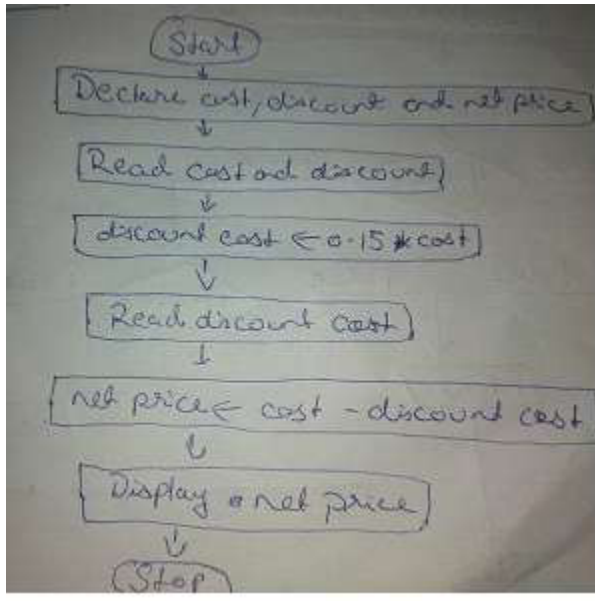 Start
Declare cost, discount and net price
Read cost and discount
discount cost ← 0.15 * cost
Read discount cost
net price ← cost - discount cost
Display net price
Stop